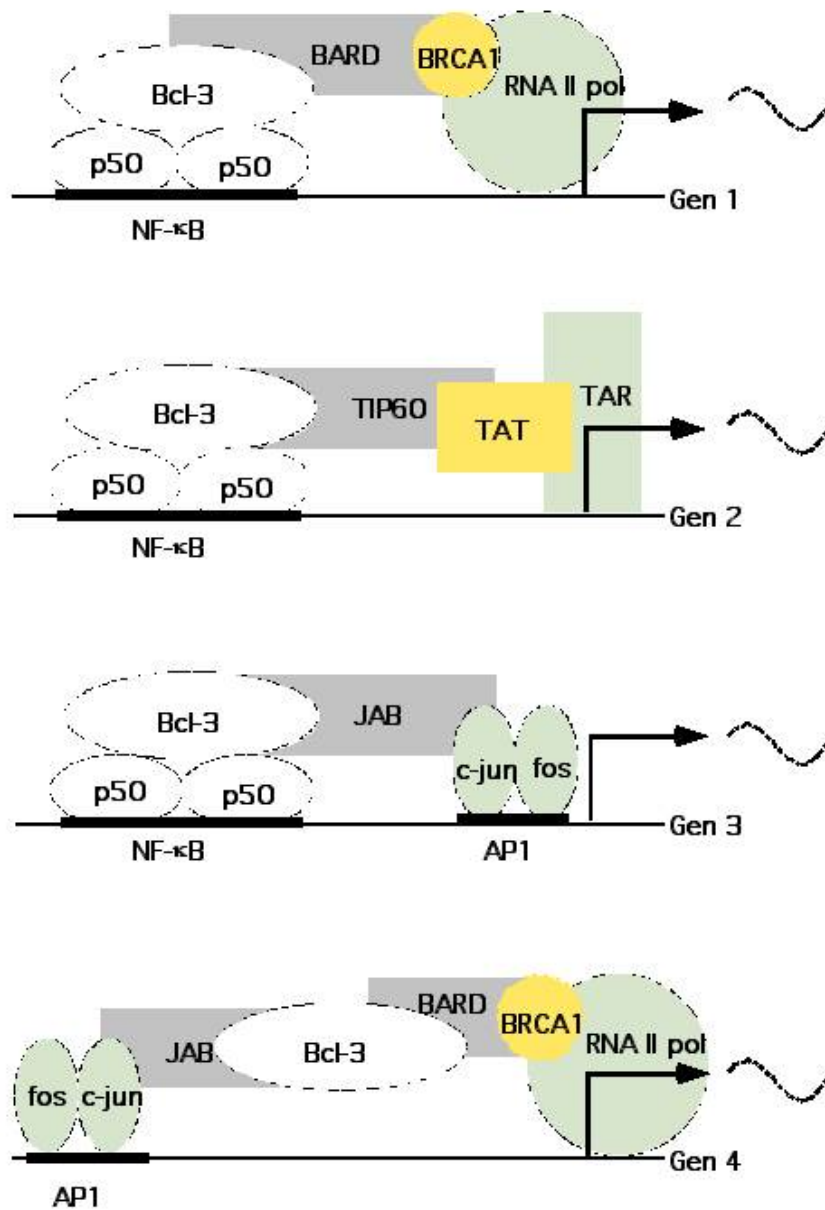 BARD BRCA1
Bcl-3 RNA II pol
p50 p50
Gen 1
NF-κB
Bcl-3 TIP60 TAT TAR
p50 p50
Gen 2
NF-κB
Bcl-3 JAB
c-jun fos
p50 p50
Gen 3
NF-κB AP1
BARD BRCA1
JAB Bcl-3 RNA II pol
fos c-jun
Gen 4
AP1